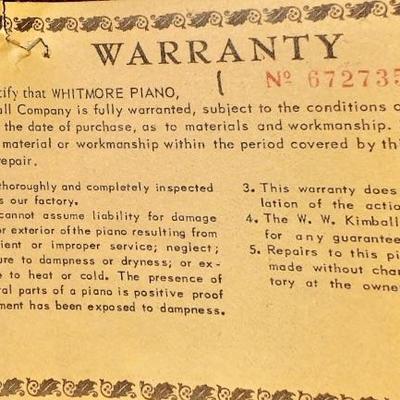 WARRANTY
tify that WHITMORE PIANO, Nº 672735
all Company is fully warranted, subject to the conditions o
the date of purchase, as to materials and workmanship.
material or workmanship within the period covered by thi
repair.
thoroughly and completely inspected
s our factory.
cannot assume liability for damage
or exterior of the piano resulting from
ient or improper service; neglect;
ure to dampness or dryness; or ex-
e to heat or cold. The presence of
ral parts of a piano is positive proof
ment has been exposed to dampness.
3. This warranty does
lation of the actio
4. The W. W. Kimball
for any guarantee
5. Repairs to this pi
made without char
tory at the owne